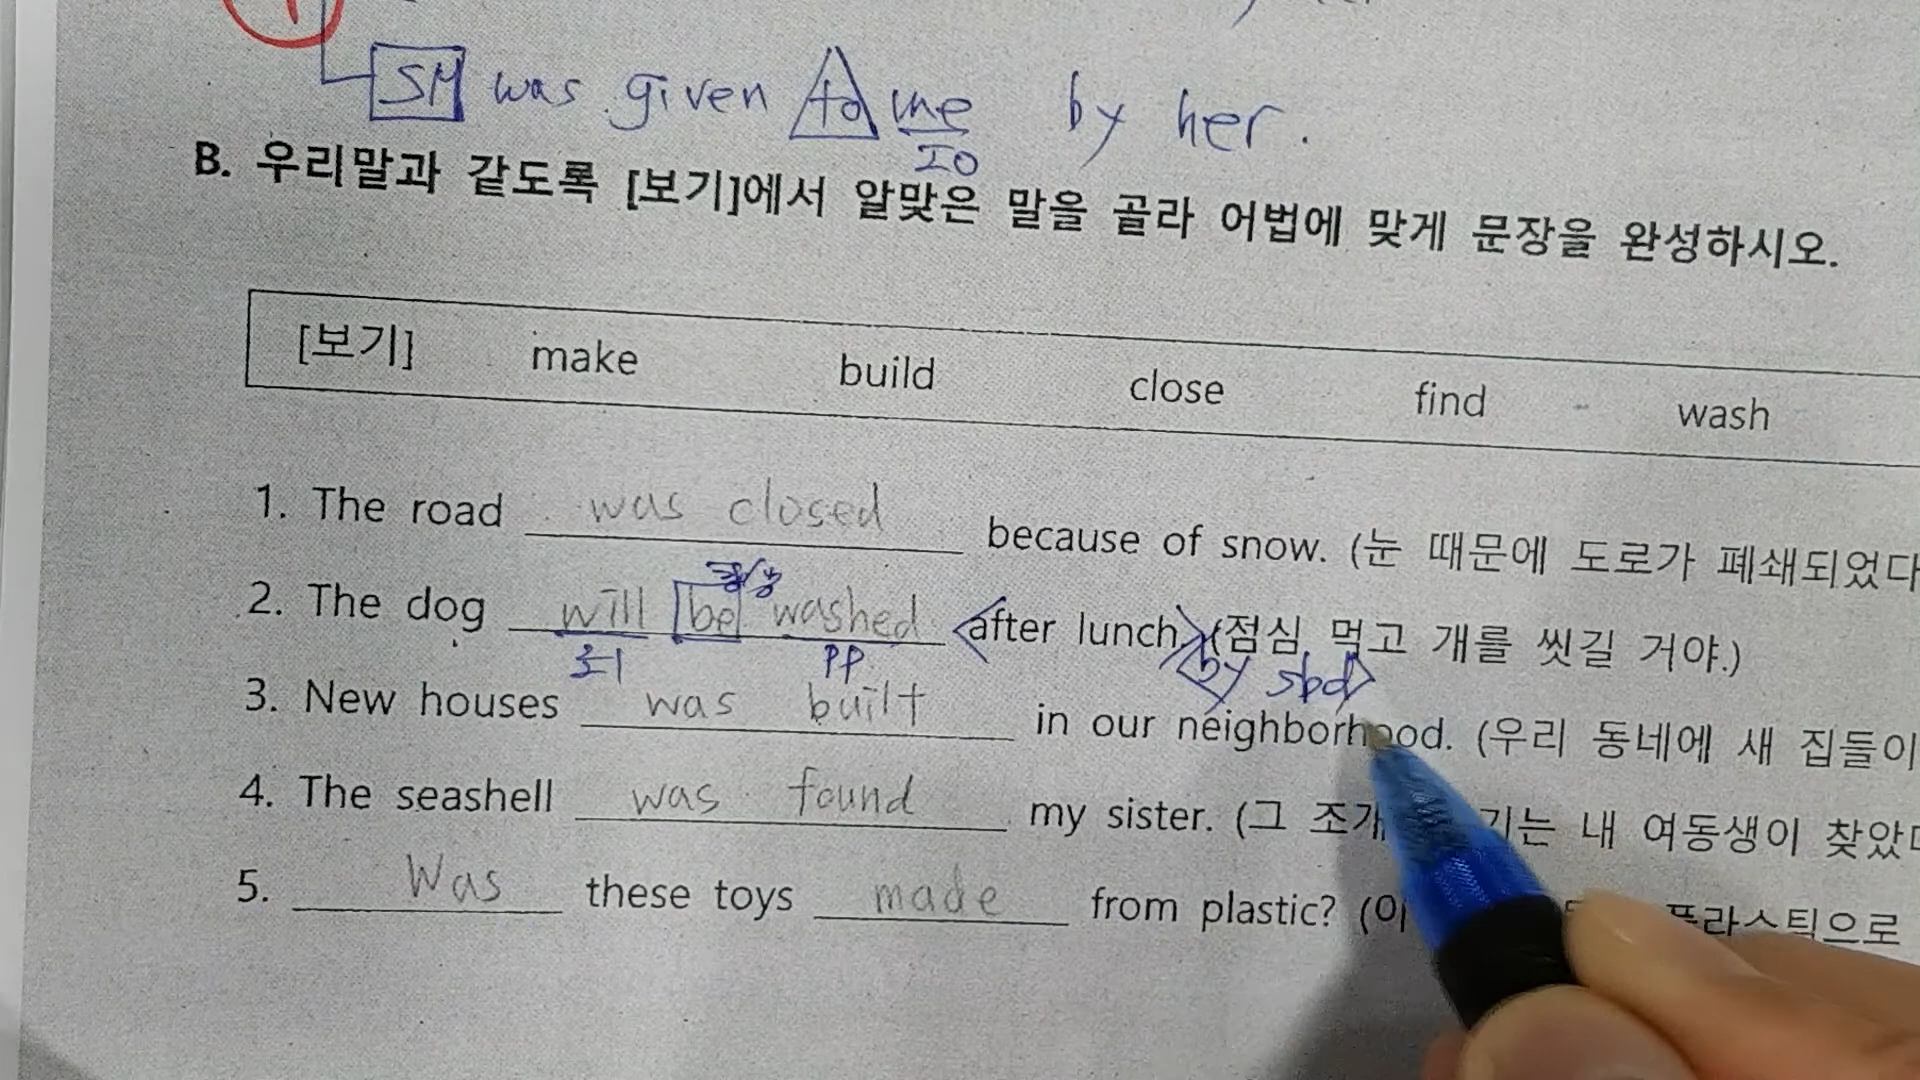 SM was given to me by her.
IO
B. 우리말과 같도록 [보기]에서 알맞은 말을 골라 어법에 맞게 문장을 완성하시오.
[보기] make build close find wash
1. The road was closed because of snow. (눈 때문에 도로가 폐쇄되었다
2. The dog will be washed after lunch. (점심 먹고 개를 씻길 거야.)
조 PP by sbd
3. New houses was built in our neighborhood. (우리 동네에 새 집들이
4. The seashell was found my sister. (그 조개 기는 내 여동생이 찾았다
5. Was these toys made from plastic? (이 플라스틱으로